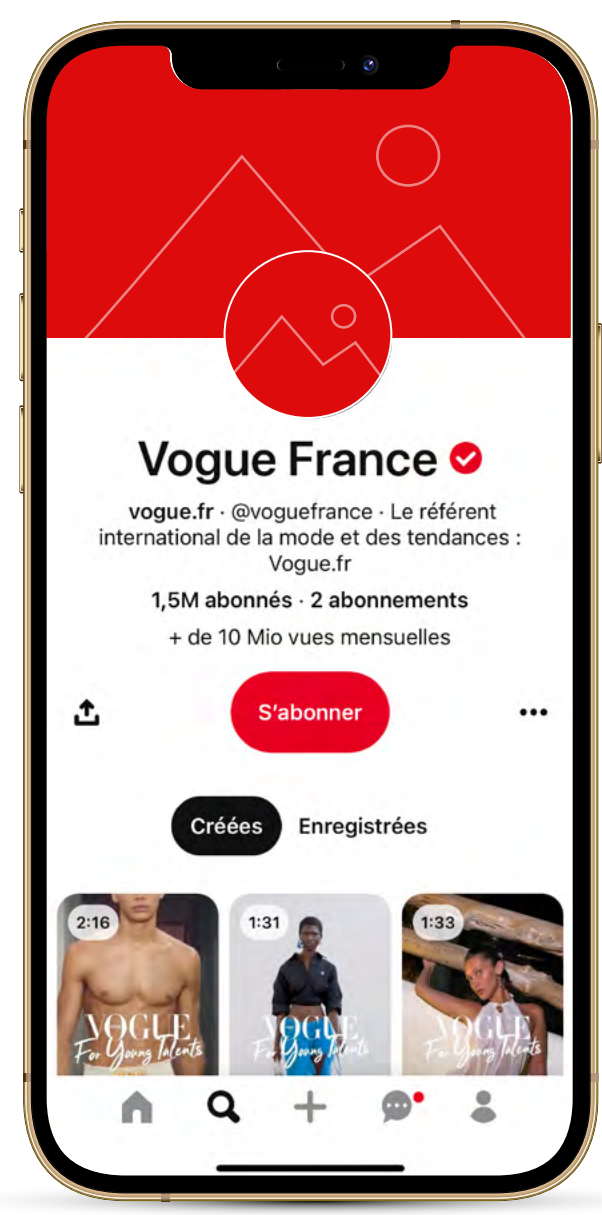 Vogue France
vogue.fr · @voguefrance · Le référent
international de la mode et des tendances :
Vogue.fr
1,5M abonnés · 2 abonnements
+ de 10 Mio vues mensuelles
S'abonner
Créées Enregistrées
2:16 1:31 1:33
VOGUE VOGUE VOGUE
For Young Talents For Young Talents For Young Talents